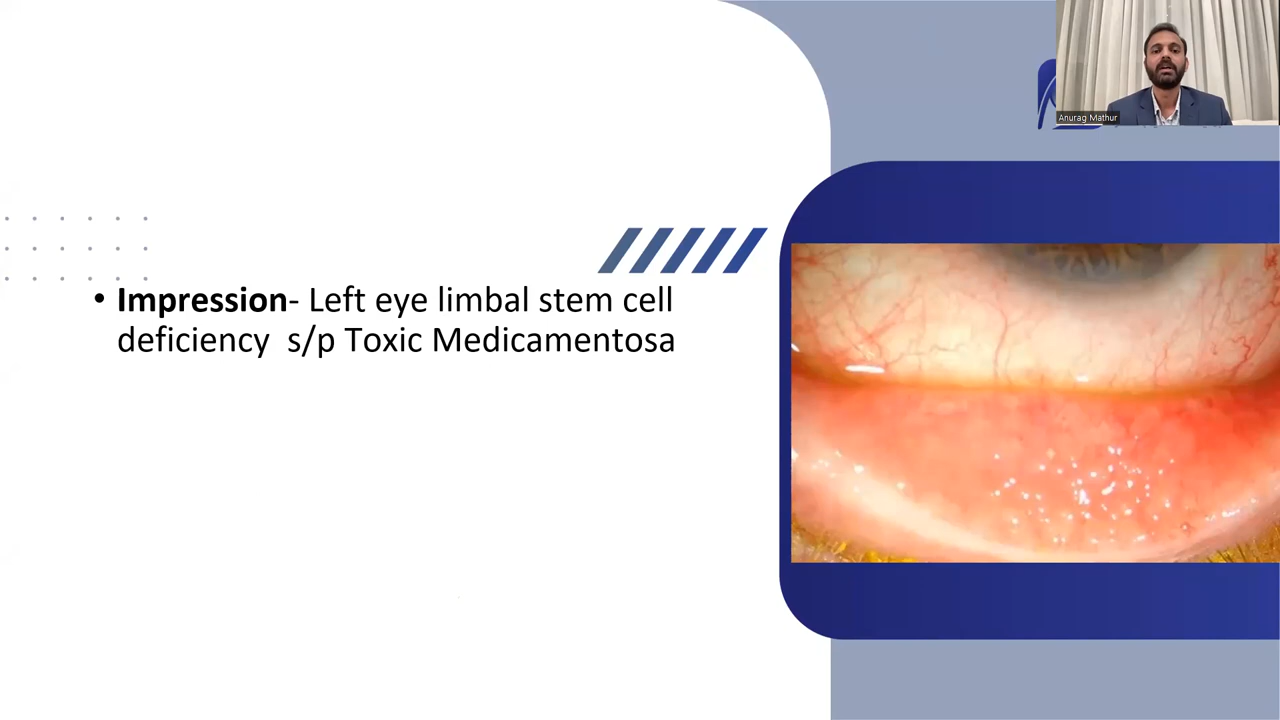 Anurag Mathur
• Impression- Left eye limbal stem cell
deficiency s/p Toxic Medicamentosa